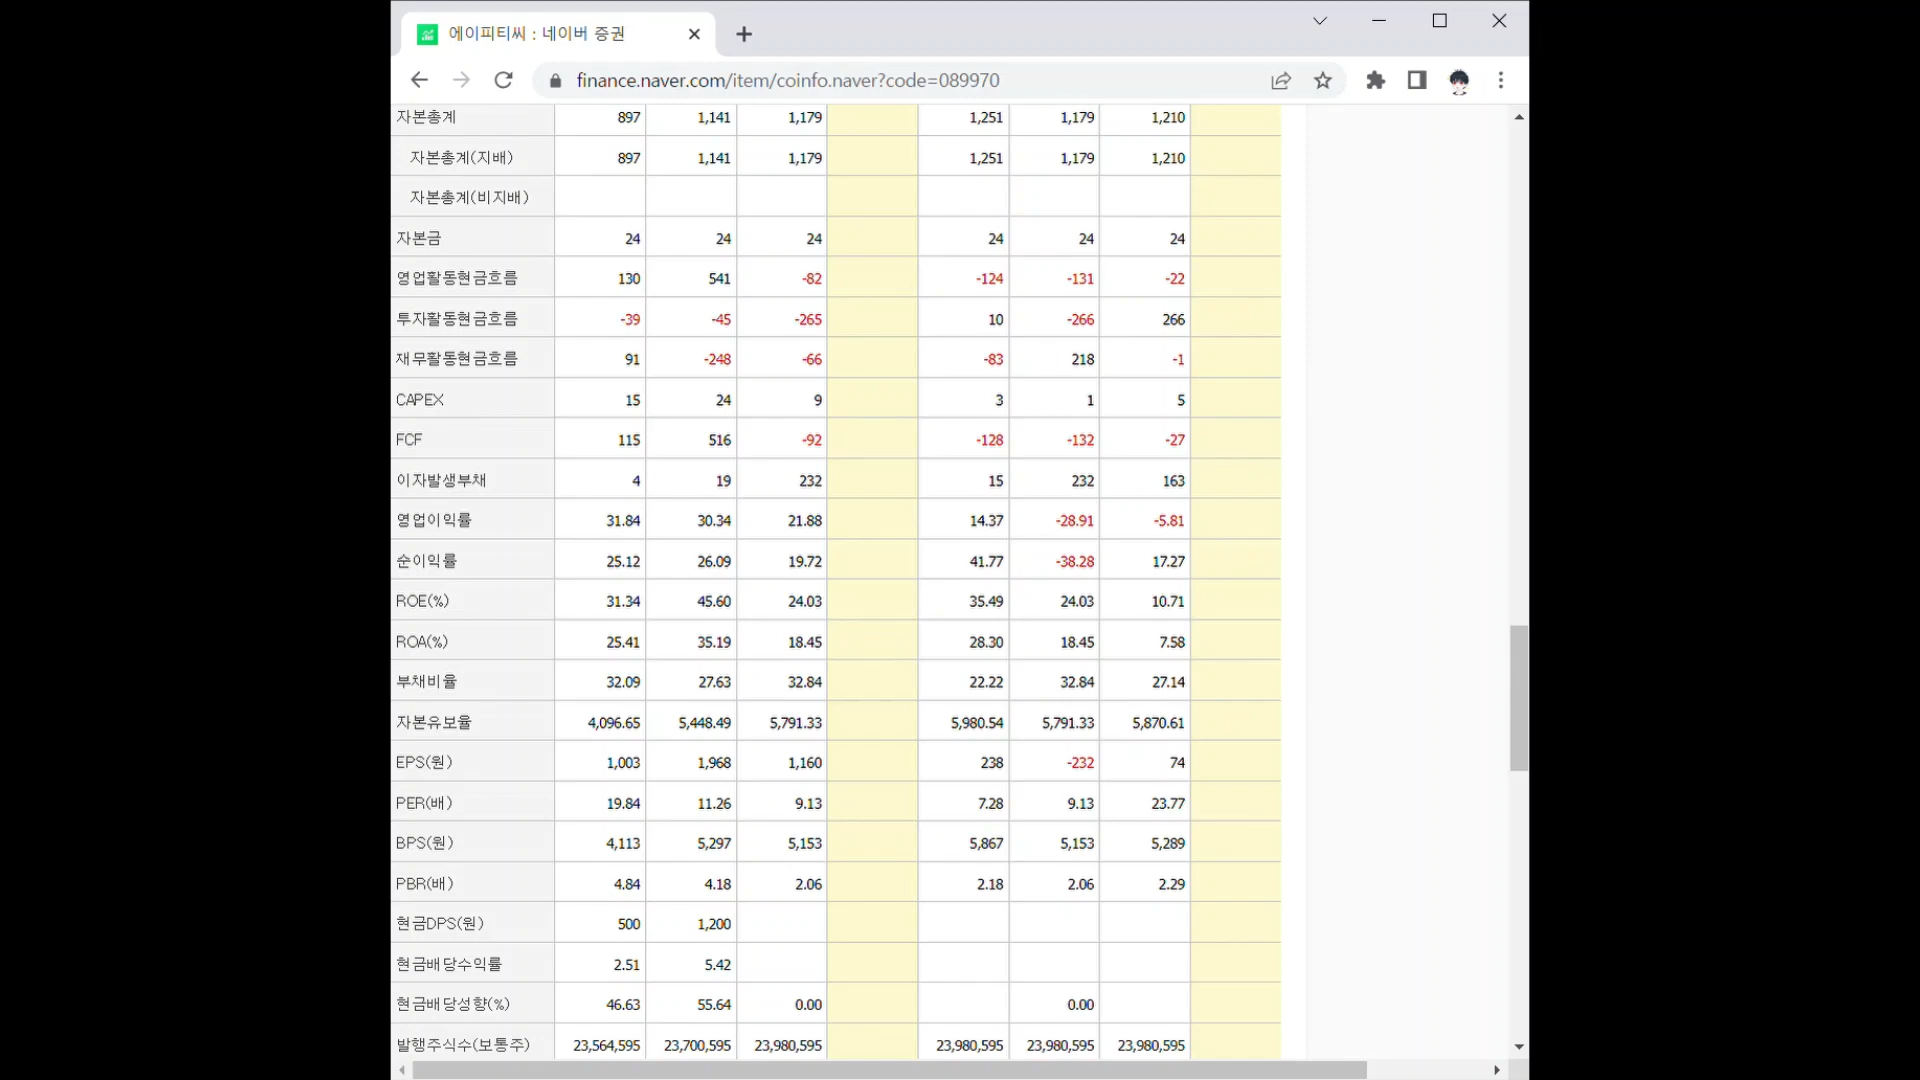 에이피티씨 : 네이버 증권
finance.naver.com/item/coinfo.naver?code=089970
자본총계 897 1,141 1,179 1,251 1,179 1,210
자본총계(지배) 897 1,141 1,179 1,251 1,179 1,210
자본총계(비지배)
자본금 24 24 24 24 24 24
영업활동현금흐름 130 541 -82 -124 -131 -22
투자활동현금흐름 -39 -45 -265 10 -266 266
재무활동현금흐름 91 -248 -66 -83 218 -1
CAPEX 15 24 9 3 1 5
FCF 115 516 -92 -128 -132 -27
이자발생부채 4 19 232 15 232 163
영업이익률 31.84 30.34 21.88 14.37 -28.91 -5.81
순이익률 25.12 26.09 19.72 41.77 -38.28 17.27
ROE(%) 31.34 45.60 24.03 35.49 24.03 10.71
ROA(%) 25.41 35.19 18.45 28.30 18.45 7.58
부채비율 32.09 27.63 32.84 22.22 32.84 27.14
자본유보율 4,096.65 5,448.49 5,791.33 5,980.54 5,791.33 5,870.61
EPS(원) 1,003 1,968 1,160 238 -232 74
PER(배) 19.84 11.26 9.13 7.28 9.13 23.77
BPS(원) 4,113 5,297 5,153 5,867 5,153 5,289
PBR(배) 4.84 4.18 2.06 2.18 2.06 2.29
현금DPS(원) 500 1,200
현금배당수익률 2.51 5.42
현금배당성향(%) 46.63 55.64 0.00 0.00
발행주식수(보통주) 23,564,595 23,700,595 23,980,595 23,980,595 23,980,595 23,980,595